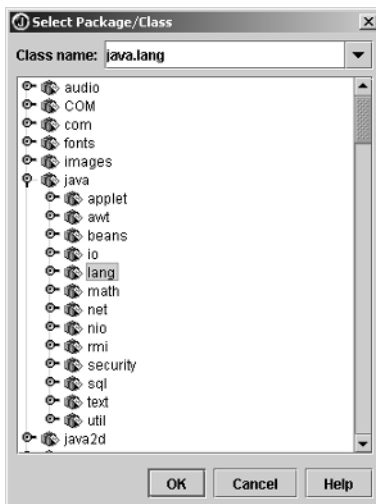 Select Package/Class
Class name: java.lang
audio
COM
com
fonts
images
java
applet
awt
beans
io
lang
math
net
nio
rmi
security
sql
text
util
java2d
OK Cancel Help